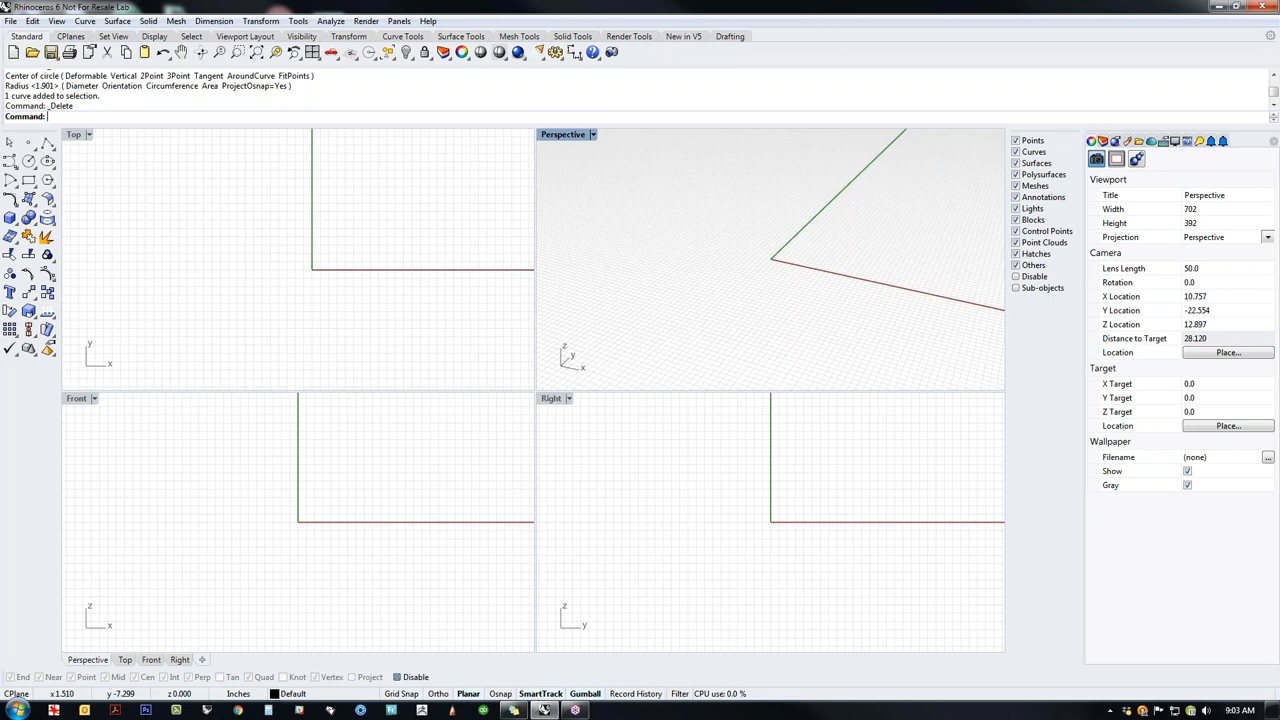 Rhinoceros 6 Not For Resale Lab
File Edit View Curve Surface Solid Mesh Dimension Transform Tools Analyze Render Panels Help
Standard CPlanes Set View Display Select Viewport Layout Visibility Transform Curve Tools Surface Tools Mesh Tools Solid Tools Render Tools New in V5 Drafting
Center of circle ( Deformable Vertical 2Point 3Point Tangent AroundCurve FitPoints )
Radius <1.901> ( Diameter Orientation Circumference Area ProjectOsnap=Yes )
1 curve added to selection.
Command: _Delete
Command:
Top
y
x
Perspective
z
y
x
Front
z
x
Right
z
y
Points
Curves
Surfaces
Polysurfaces
Meshes
Annotations
Lights
Blocks
Control Points
Point Clouds
Hatches
Others
Disable
Sub-objects
Viewport
Title Perspective
Width 702
Height 392
Projection Perspective
Camera
Lens Length 50.0
Rotation 0.0
X Location 10.757
Y Location -22.554
Z Location 12.897
Distance to Target 28.120
Location Place...
Target
X Target 0.0
Y Target 0.0
Z Target 0.0
Location Place...
Wallpaper
Filename (none) ...
Show
Gray
Perspective Top Front Right
End Near Point Mid Cen Int Perp Tan Quad Knot Vertex Project Disable
CPlane x 1.510 y -7.299 z 0.000 Inches Default Grid Snap Ortho Planar Osnap SmartTrack Gumball Record History Filter CPU use: 0.0 %
9:03 AM